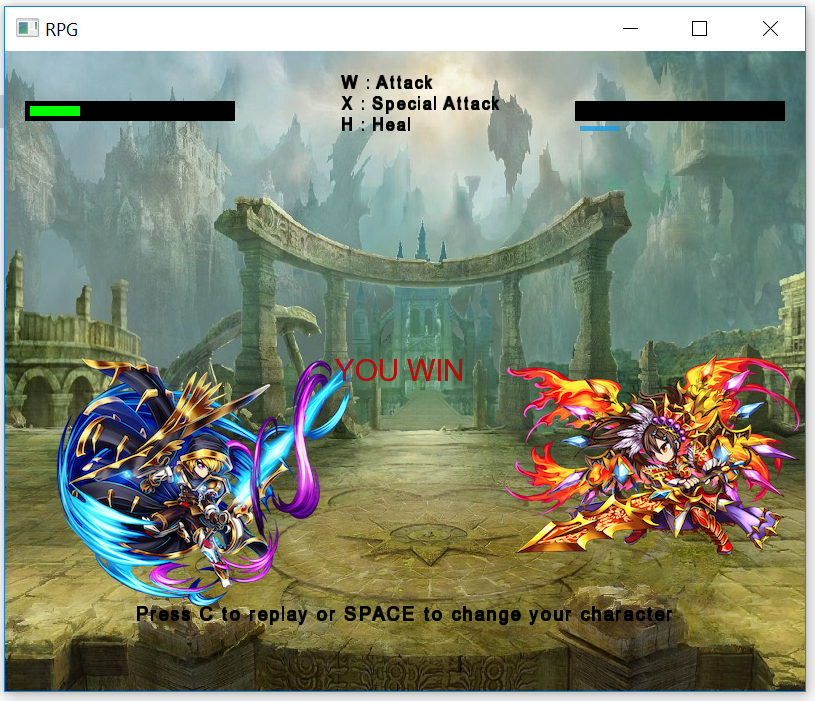 RPG
W : Attack
X : Special Attack
H : Heal
YOU WIN
Press C to replay or SPACE to change your character